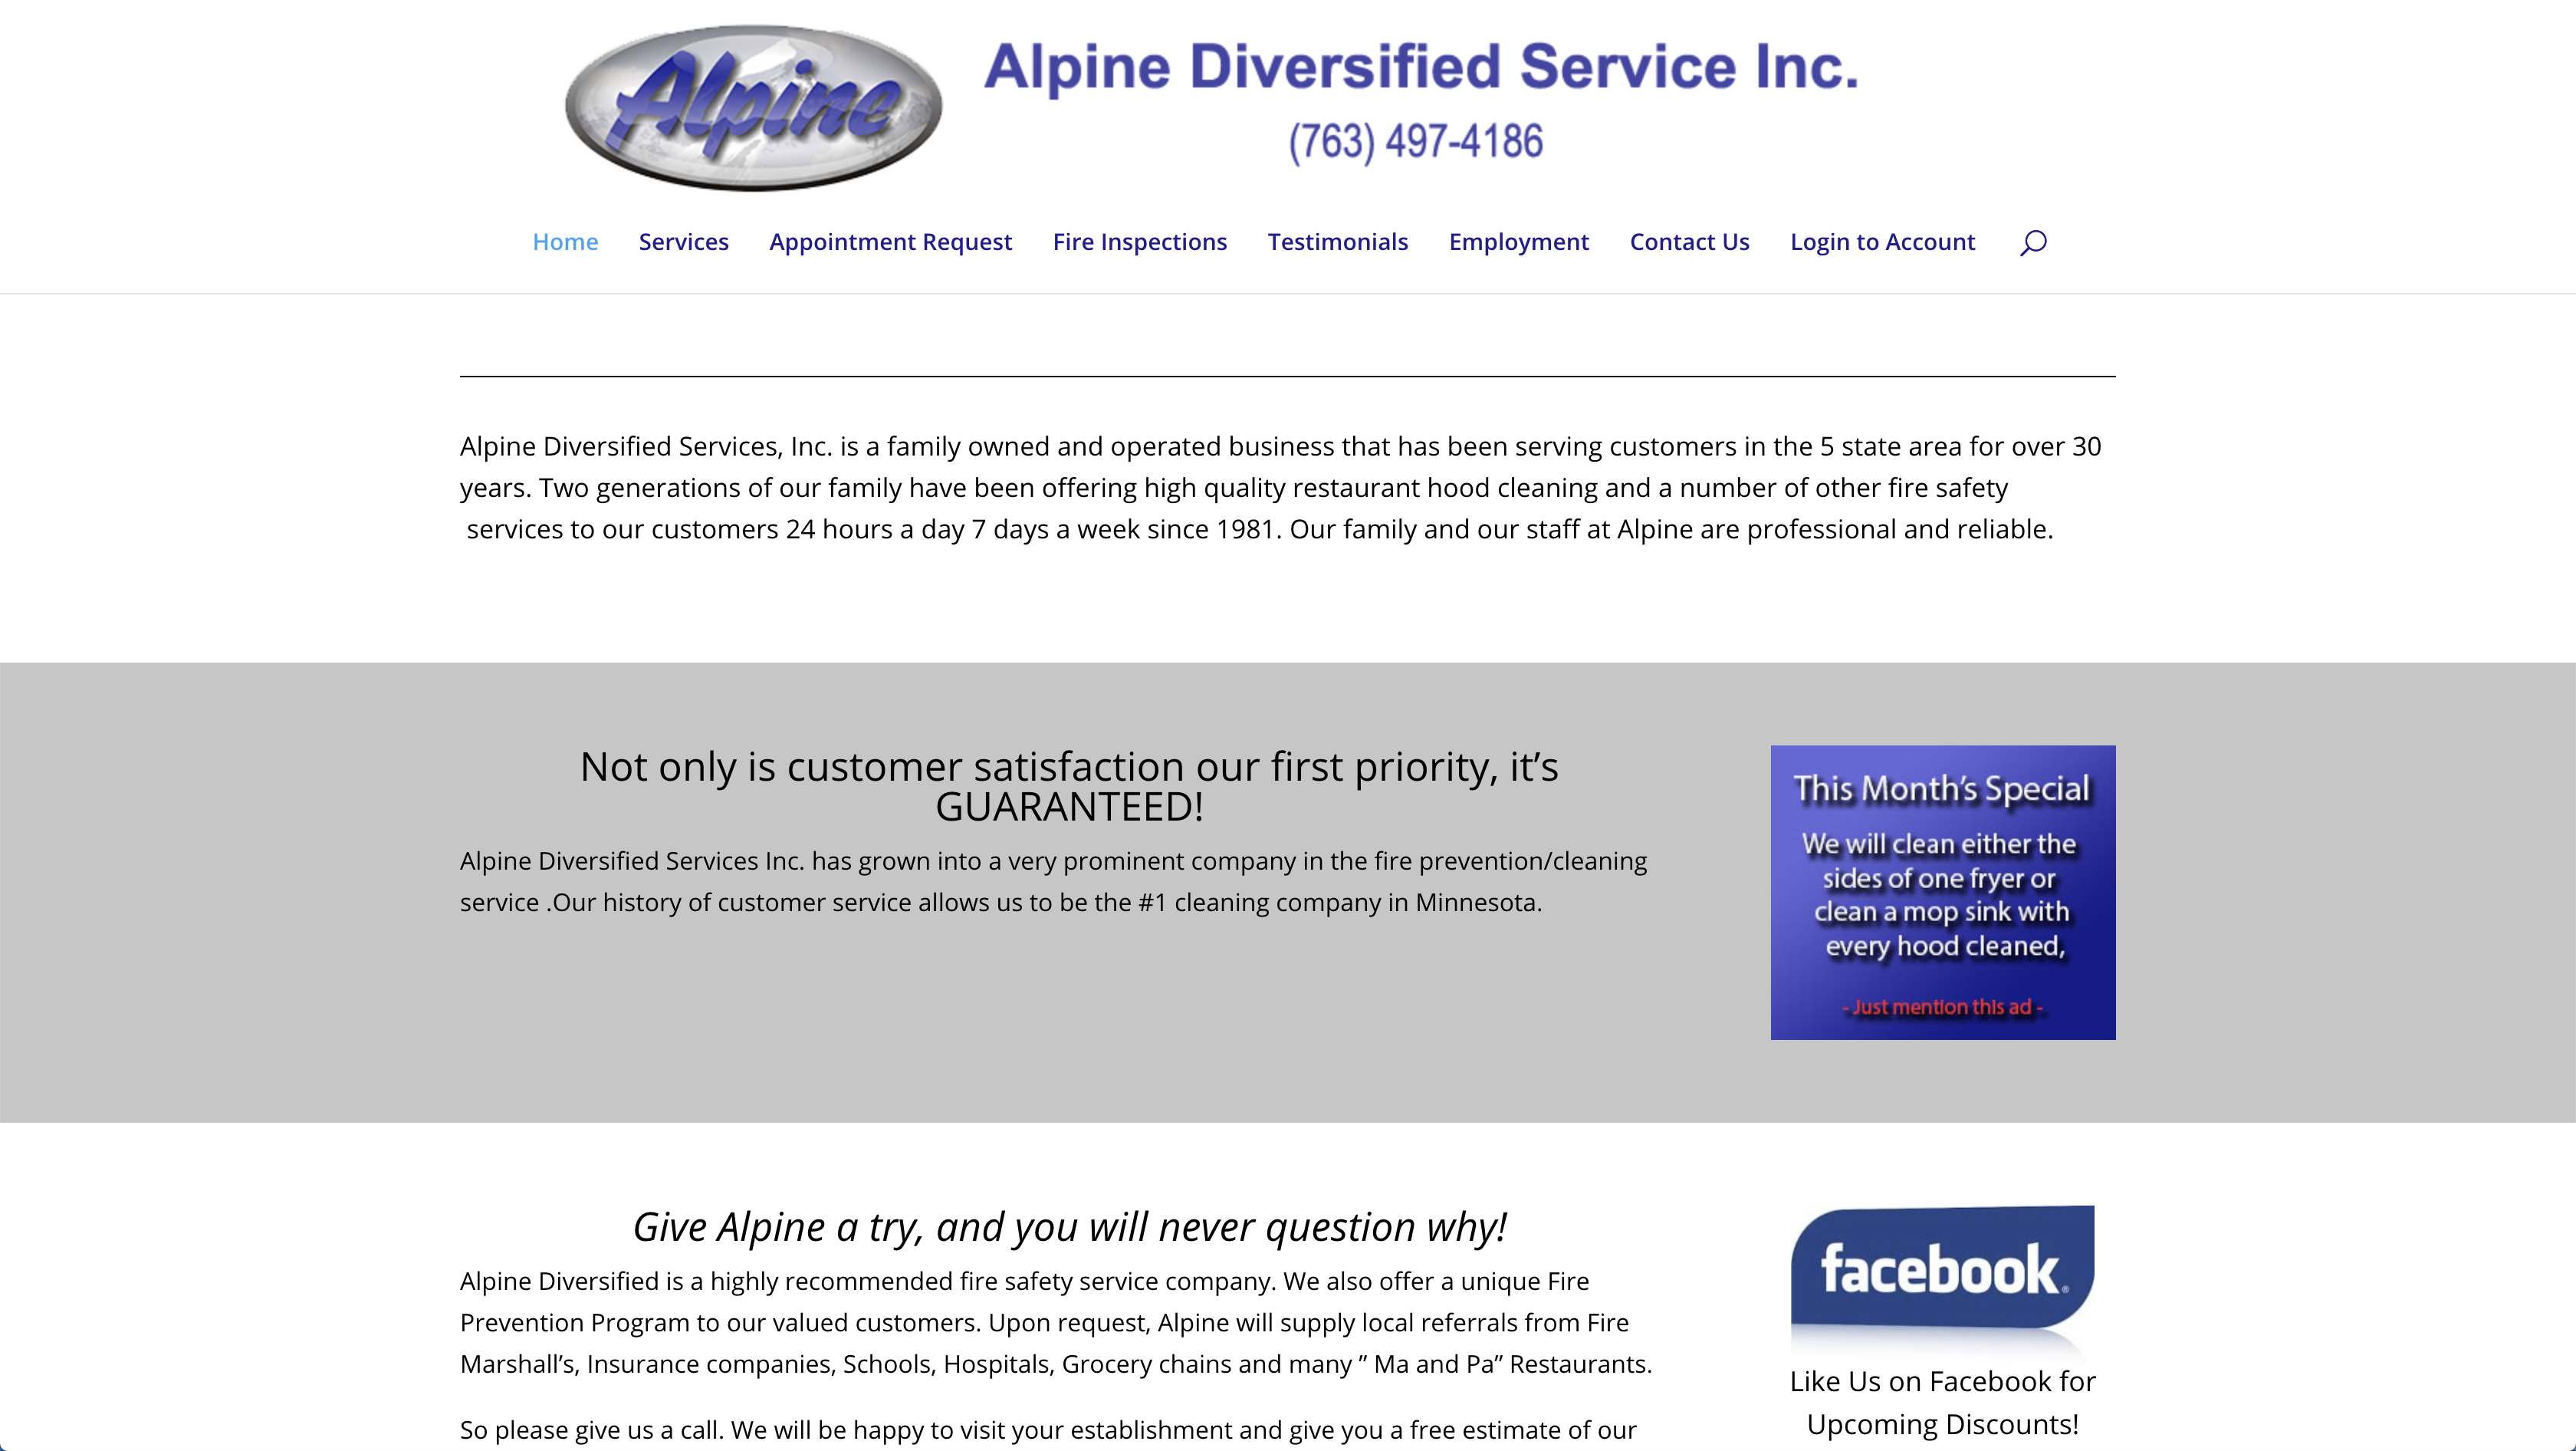 Alpine
Alpine Diversified Service Inc.
(763) 497-4186
Home Services Appointment Request Fire Inspections Testimonials Employment Contact Us Login to Account
Alpine Diversified Services, Inc. is a family owned and operated business that has been serving customers in the 5 state area for over 30
years. Two generations of our family have been offering high quality restaurant hood cleaning and a number of other fire safety
services to our customers 24 hours a day 7 days a week since 1981. Our family and our staff at Alpine are professional and reliable.
Not only is customer satisfaction our first priority, it’s
GUARANTEED!
Alpine Diversified Services Inc. has grown into a very prominent company in the fire prevention/cleaning
service .Our history of customer service allows us to be the #1 cleaning company in Minnesota.
This Month’s Special
We will clean either the
sides of one fryer or
clean a mop sink with
every hood cleaned,
- Just mention this ad -
Give Alpine a try, and you will never question why!
Alpine Diversified is a highly recommended fire safety service company. We also offer a unique Fire
Prevention Program to our valued customers. Upon request, Alpine will supply local referrals from Fire
Marshall’s, Insurance companies, Schools, Hospitals, Grocery chains and many ” Ma and Pa” Restaurants.
So please give us a call. We will be happy to visit your establishment and give you a free estimate of our
facebook®
Like Us on Facebook for
Upcoming Discounts!